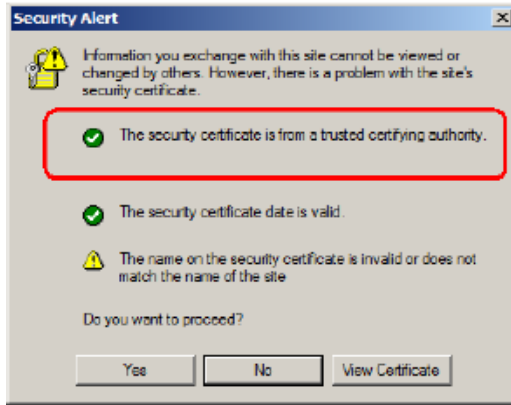 Security Alert
Information you exchange with this site cannot be viewed or
changed by others. However, there is a problem with the site's
security certificate.
The security certificate is from a trusted certifying authority.
The security certificate date is valid.
The name on the security certificate is invalid or does not
match the name of the site
Do you want to proceed?
Yes
No
View Certificate